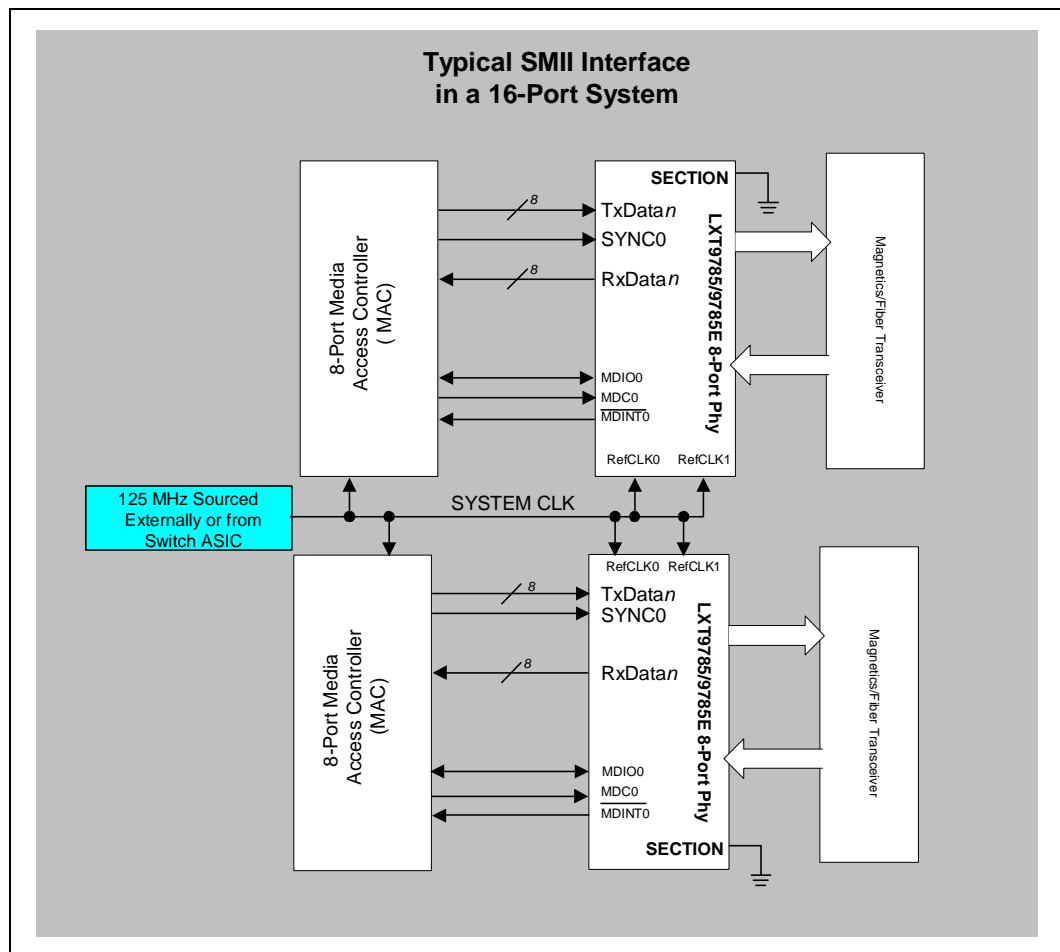 Typical SMII Interface
in a 16-Port System
8-Port Media
Access Controller
( MAC)
8
TxDatan
SYNC0
8
RxDatan
MDIO0
MDC0
MDINT0
SECTION
LXT9785/9785E 8-Port Phy
RefCLK0 RefCLK1
Magnetics/Fiber Transceiver
125 MHz Sourced
Externally or from
Switch ASIC
SYSTEM CLK
8-Port Media
Access Controller
(MAC)
RefCLK0 RefCLK1
8
TxDatan
SYNC0
8
RxDatan
MDIO0
MDC0
MDINT0
SECTION
LXT9785/9785E 8-Port Phy
Magnetics/Fiber Transceiver